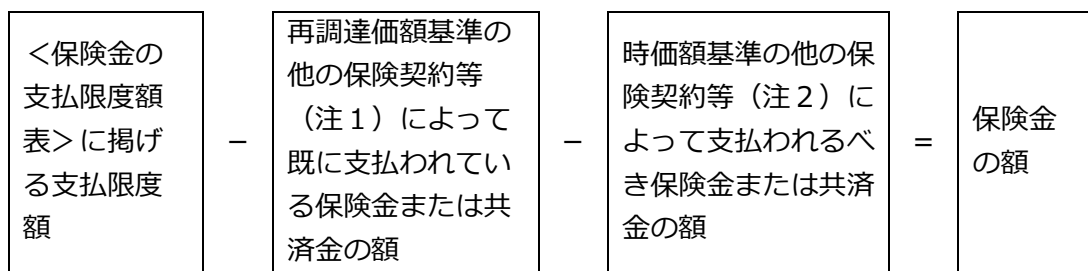 ＜保険金の
支払限度額
表＞に掲げ
る支払限度
額
－
再調達価額基準の
他の保険契約等
（注１）によって
既に支払われてい
る保険金または共
済金の額
－
時価額基準の他の保
険契約等（注２）に
よって支払われるべ
き保険金または共済
金の額
＝
保険金
の額